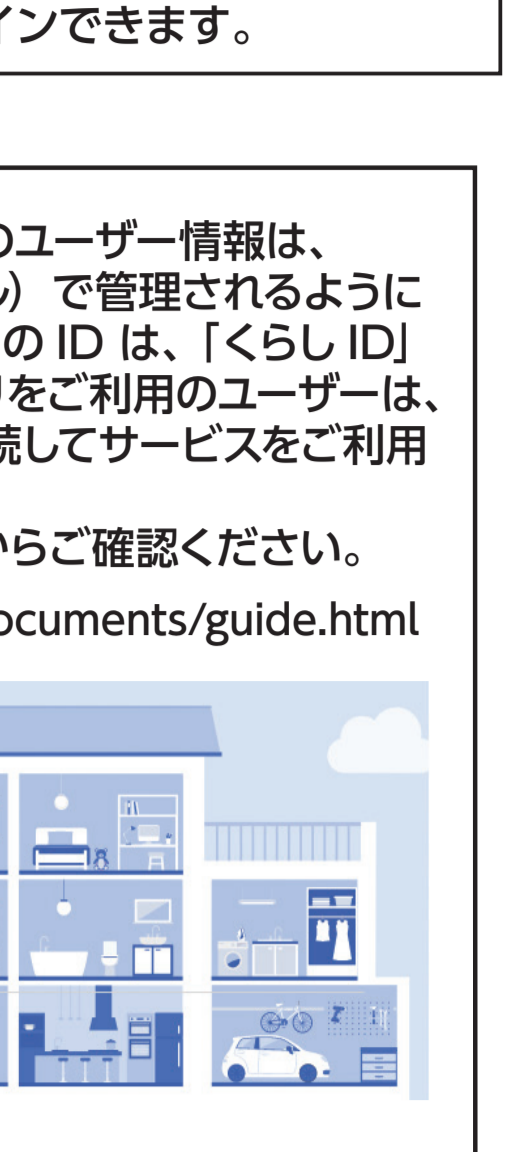 インできます。
のユーザー情報は、
ル）で管理されるように
の ID は、「くらし ID」
リをご利用のユーザーは、
続してサービスをご利用
からご確認ください。
ocuments/guide.html